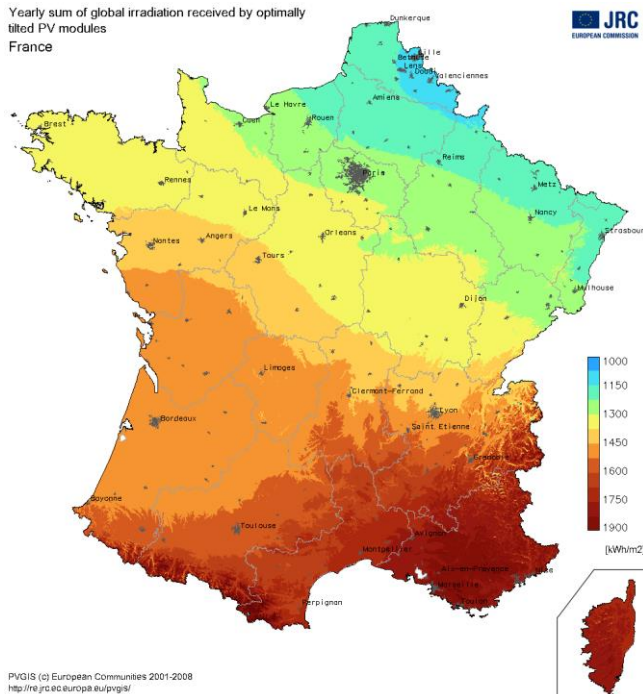 Yearly sum of global irradiation received by optimally
tilted PV modules
France
JRC
EUROPEAN COMMISSION
Dunkerque
Lille
Lens
Douai
Valenciennes
Amiens
Le Havre
Rouen
Caen
Reims
Paris
Metz
Nancy
Strasbourg
Brest
Rennes
Le Mans
Orleans
Mulhouse
Angers
Nantes
Tours
Dijon
Limoges
Clermont-Ferrand
Lyon
Saint Etienne
Bordeaux
Grenoble
Bayonne
Toulouse
Montpellier
Avignon
Aix-en-Provence
Marseille
Toulon
Perpignan
1000
1150
1300
1450
1600
1750
1900
[kWh/m2]
PVGIS (c) European Communities 2001-2008
http://re.jrc.ec.europa.eu/pvgis/